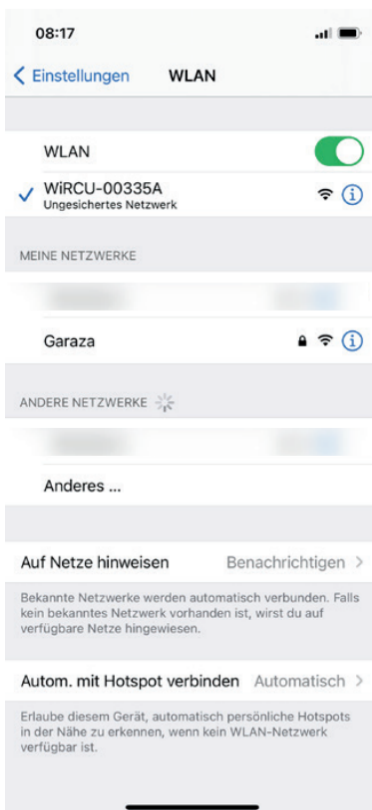 08:17
Einstellungen WLAN
WLAN
WiRCU-00335A
Ungesichertes Netzwerk
MEINE NETZWERKE
Garaza
ANDERE NETZWERKE
Anderes ...
Auf Netze hinweisen Benachrichtigen
Bekannte Netzwerke werden automatisch verbunden. Falls
kein bekanntes Netzwerk vorhanden ist, wirst du auf
verfügbare Netze hingewiesen.
Autom. mit Hotspot verbinden Automatisch
Erlaube diesem Gerät, automatisch persönliche Hotspots
in der Nähe zu erkennen, wenn kein WLAN-Netzwerk
verfügbar ist.